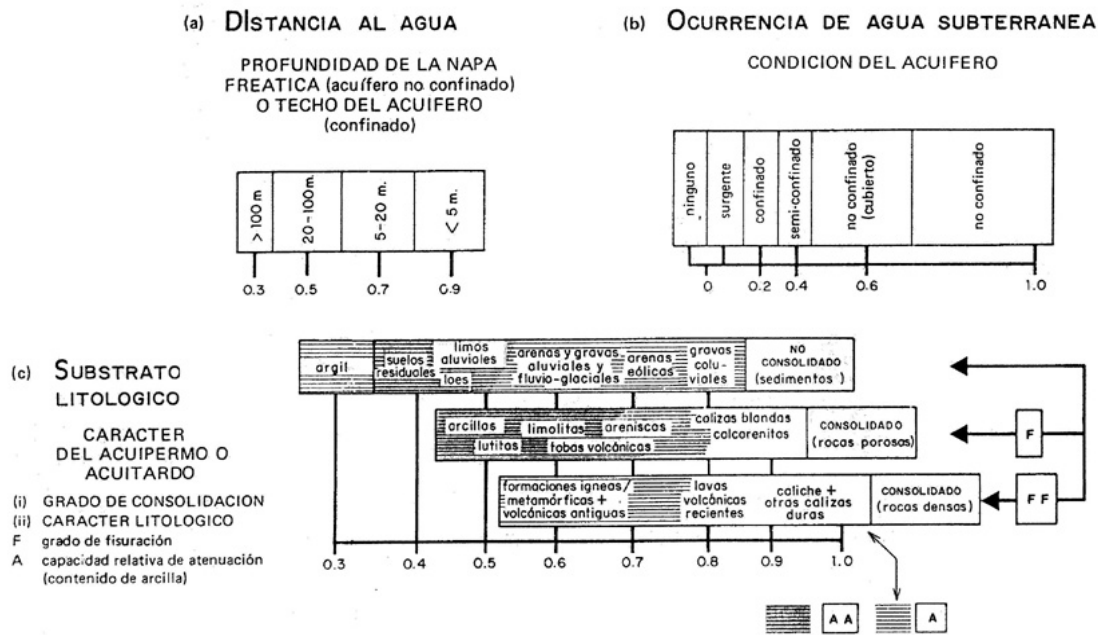 (a) DISTANCIA AL AGUA
PROFUNDIDAD DE LA NAPA
FREATICA (acuífero no confinado)
O TECHO DEL ACUIFERO
(confinado)
> 100 m.
20-100 m.
5-20 m.
< 5 m.
0.3 0.5 0.7 0.9
(b) OCURRENCIA DE AGUA SUBTERRANEA
CONDICION DEL ACUIFERO
ninguno
surgente
confinado
semi-confinado
no confinado
(cubierto)
no confinado
0 0.2 0.4 0.6 1.0
(c) SUBSTRATO
LITOLOGICO
CARACTER
DEL ACUIPERMO O
ACUITARDO
(i) GRADO DE CONSOLIDACION
(ii) CARACTER LITOLOGICO
F grado de fisuración
A capacidad relativa de atenuación
(contenido de arcilla)
argil
suelos
residuales
limos
aluviales
loes
arenas y gravas
aluviales y
fluvio-glaciales
arenas
eólicas
gravas
colu-
viales
NO
CONSOLIDADO
(sedimentos)
arcillas
lutitas
limolitas
tobas volcánicas
areniscas
calizas blandas
calcarenitas
CONSOLIDADO
(rocas porosas)
F
formaciones igneas/
metamórficas +
volcánicas antiguas
lavas
volcánicas
recientes
caliche +
otras calizas
duras
CONSOLIDADO
(rocas densas)
F F
0.3 0.4 0.5 0.6 0.7 0.8 0.9 1.0
A A
A